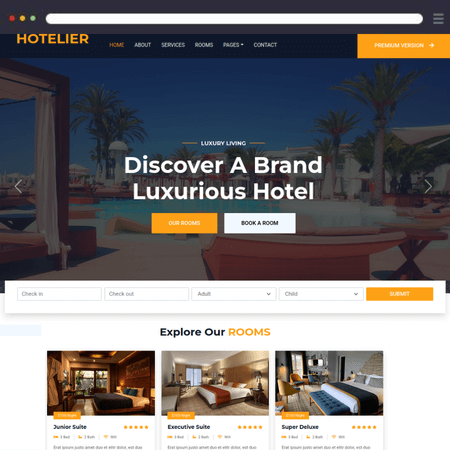 HOTELIER
HOME ABOUT SERVICES ROOMS PAGES CONTACT
PREMIUM VERSION
LUXURY LIVING
Discover A Brand
Luxurious Hotel
OUR ROOMS BOOK A ROOM
Check in Check out Adult Child SUBMIT
Explore Our ROOMS
Junior Suite Executive Suite Super Deluxe
3 Bed 2 Bath Wifi 3 Bed 2 Bath Wifi 3 Bed 2 Bath Wifi
Erat ipsum justo amet duo et elitr dolor, est duo Erat ipsum justo amet duo et elitr dolor, est duo Erat ipsum justo amet duo et elitr dolor, est duo